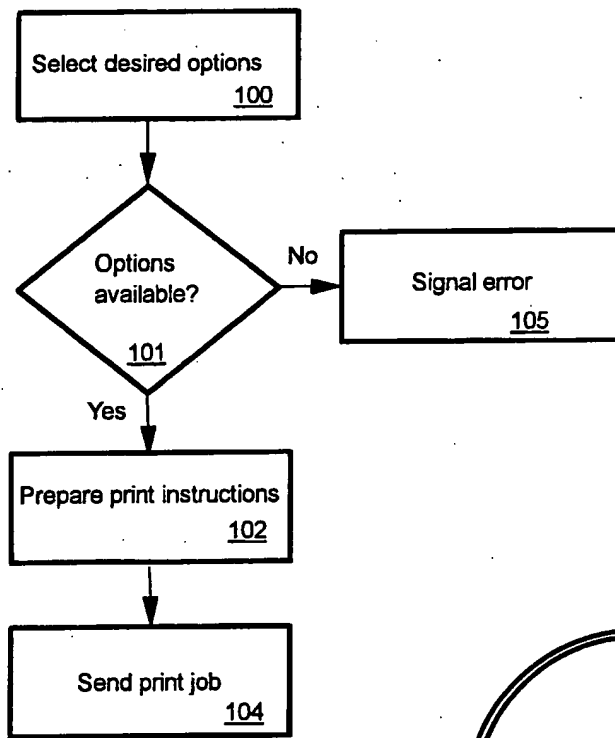 Select desired options
100
Options
available?
101
No
Signal error
105
Yes
Prepare print instructions
102
Send print job
104